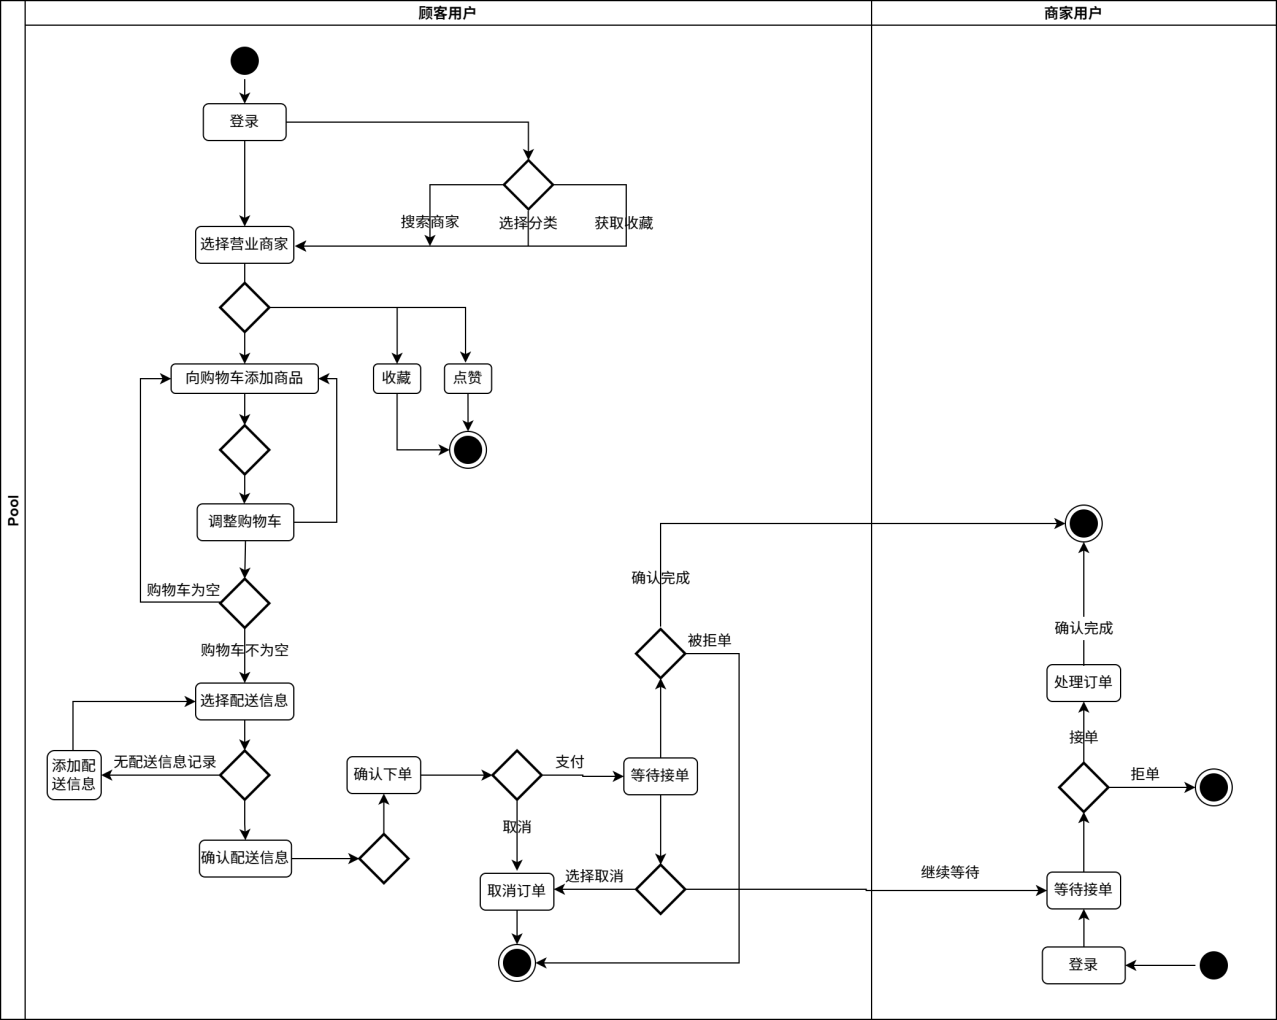 顾客用户
商家用户
Pool
登录
搜索商家
选择分类
获取收藏
选择营业商家
向购物车添加商品
收藏
点赞
调整购物车
购物车为空
购物车不为空
选择配送信息
添加配
送信息
无配送信息记录
确认配送信息
确认下单
支付
取消
取消订单
选择取消
等待接单
确认完成
被拒单
继续等待
确认完成
处理订单
接单
拒单
等待接单
登录